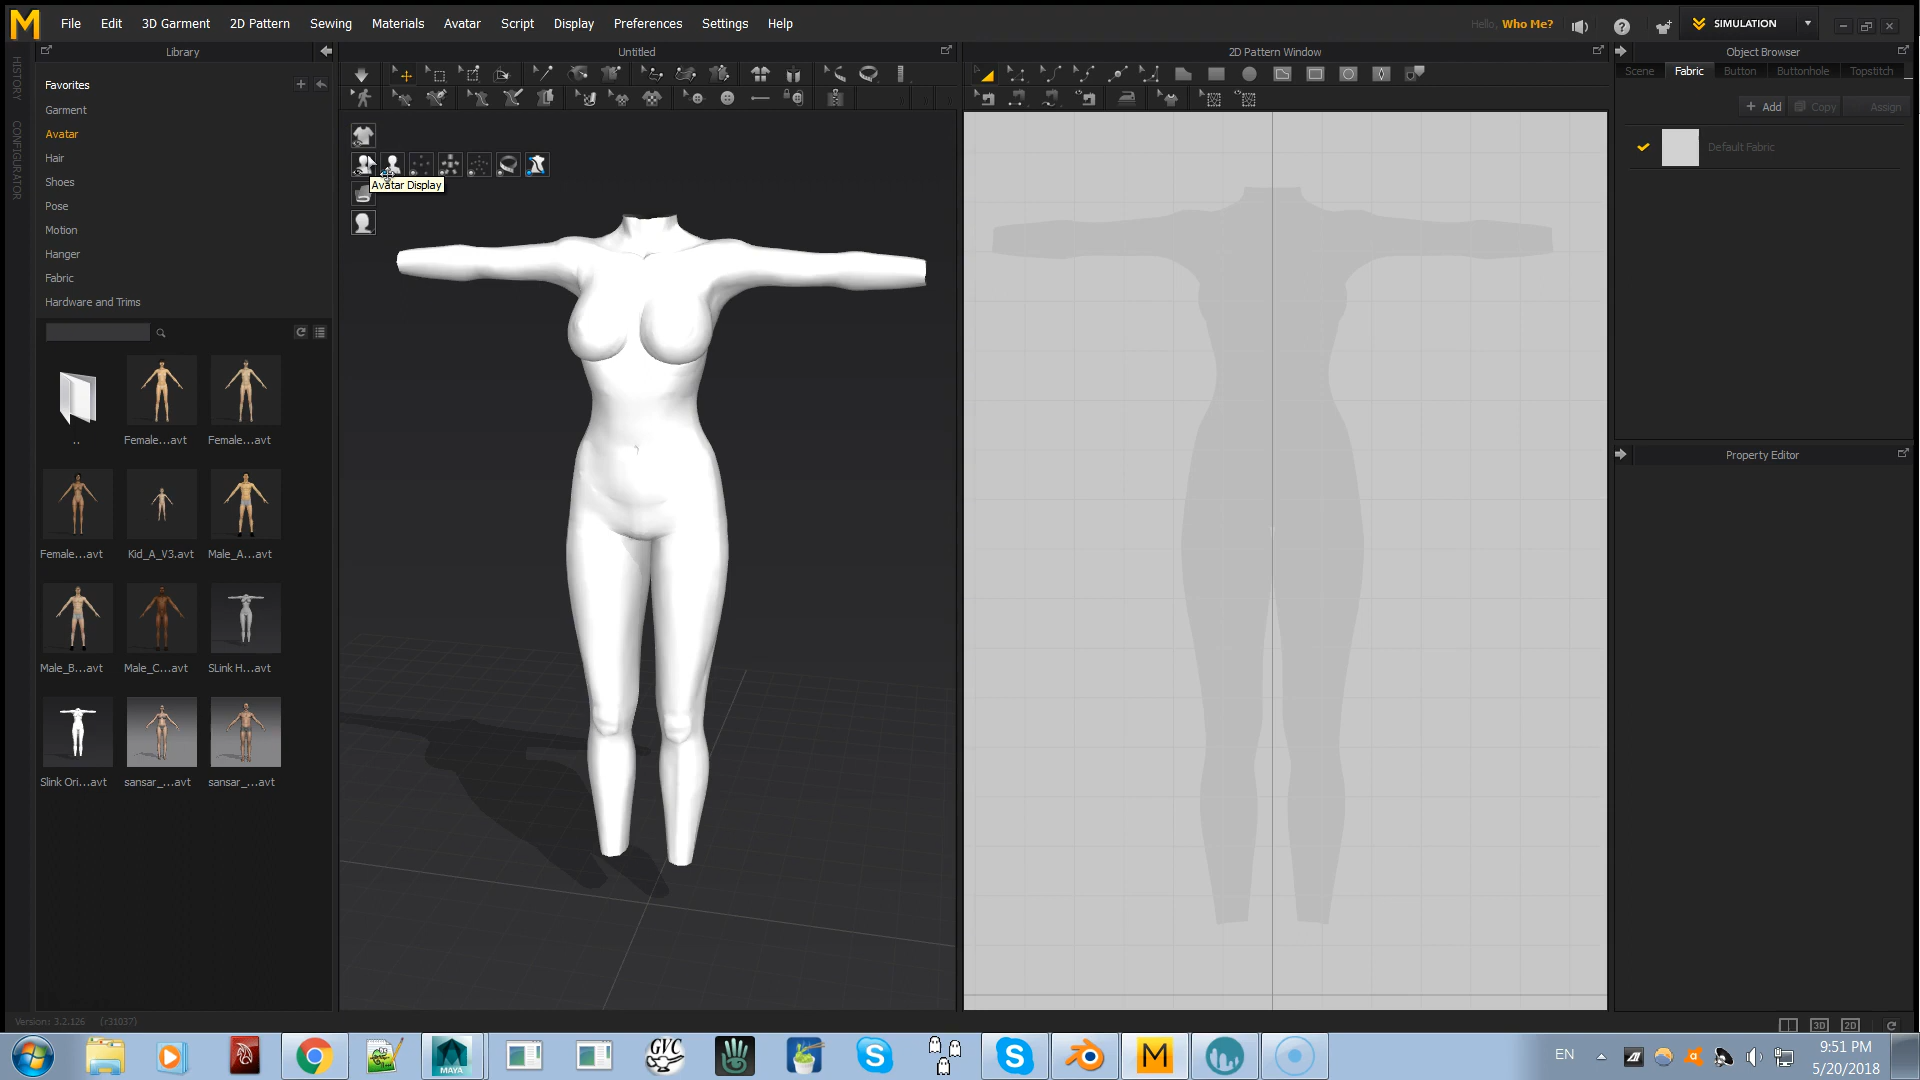 M File Edit 3D Garment 2D Pattern Sewing Materials Avatar Script Display Preferences Settings Help Hello, Who Me? SIMULATION
Library Untitled 2D Pattern Window Object Browser
HISTORY
CONFIGURATOR
Favorites
Garment
Avatar
Hair
Shoes
Pose
Motion
Hanger
Fabric
Hardware and Trims
..
Female...avt
Female...avt
Female...avt
Kid_A_V3.avt
Male_A...avt
Male_B...avt
Male_C...avt
SLink H...avt
Slink Ori...avt
sansar_...avt
sansar_...avt
Avatar Display
Scene Fabric Button Buttonhole Topstitch
+ Add Copy Assign
Default Fabric
Property Editor
Version: 3.2.126 (r31037)
3D 2D
MAYA
GVC
M
EN
9:51 PM
5/20/2018